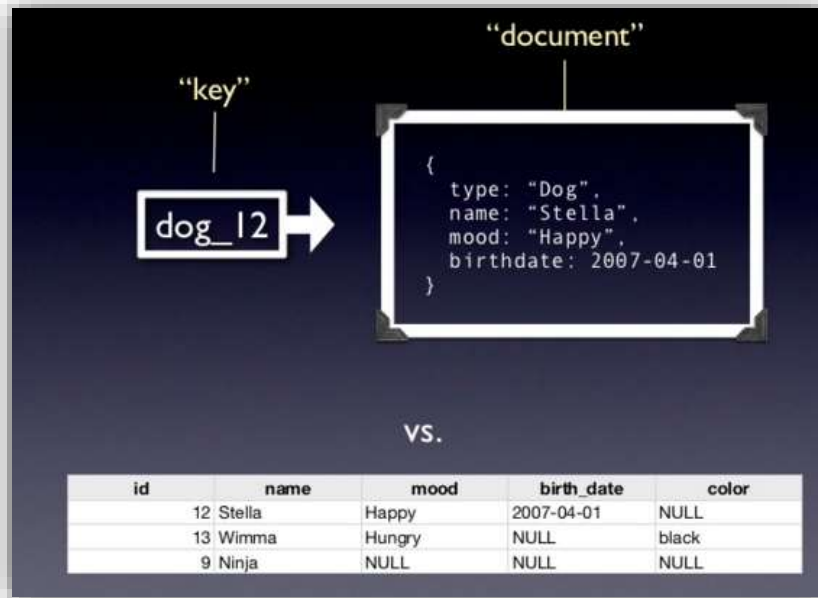 “document”
“key”
dog_12
{
type: “Dog”,
name: “Stella”,
mood: “Happy”,
birthdate: 2007-04-01
}
vs.
id name mood birth_date color
12 Stella Happy 2007-04-01 NULL
13 Wimma Hungry NULL black
9 Ninja NULL NULL NULL